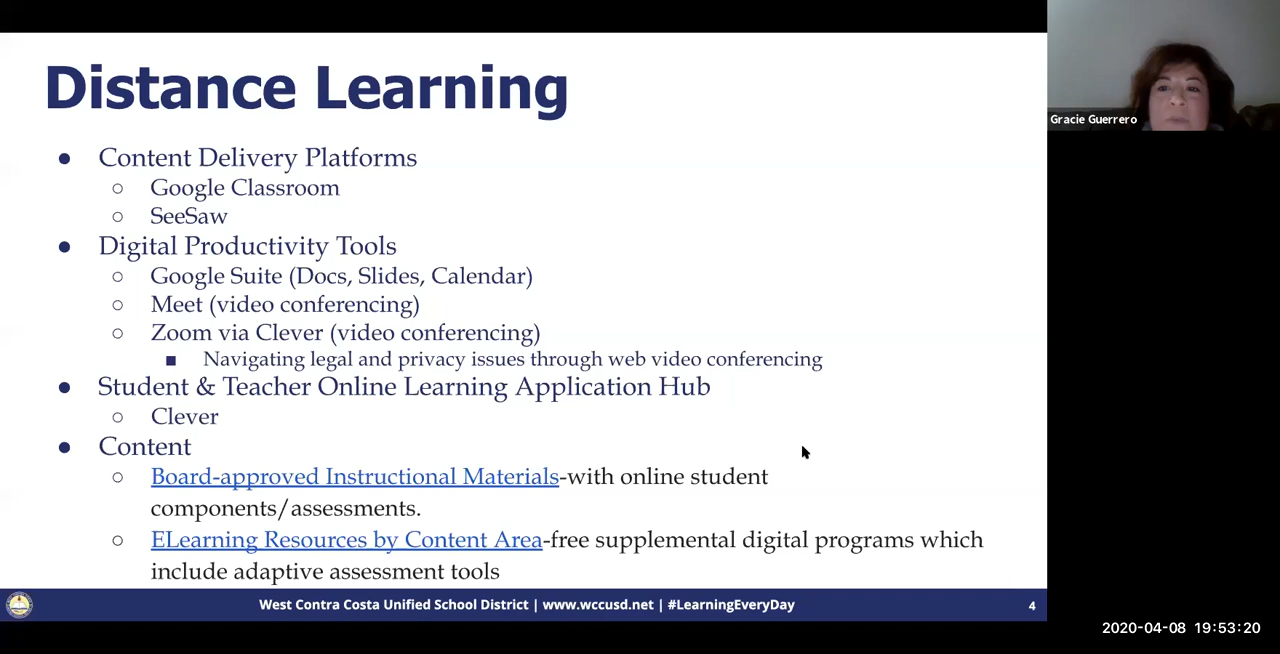 Distance Learning
● Content Delivery Platforms
○ Google Classroom
○ SeeSaw
● Digital Productivity Tools
○ Google Suite (Docs, Slides, Calendar)
○ Meet (video conferencing)
○ Zoom via Clever (video conferencing)
■ Navigating legal and privacy issues through web video conferencing
● Student & Teacher Online Learning Application Hub
○ Clever
● Content
○ Board-approved Instructional Materials-with online student
components/assessments.
○ ELearning Resources by Content Area-free supplemental digital programs which
include adaptive assessment tools
West Contra Costa Unified School District | www.wccusd.net | #LearningEveryDay
4
Gracie Guerrero
2020-04-08 19:53:20